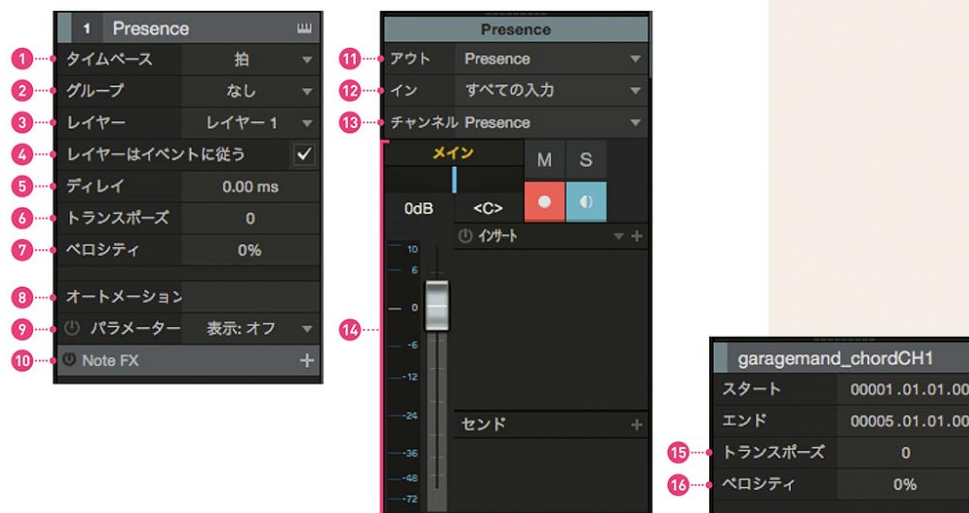 1 Presence
① タイムベース 拍
② グループ なし
③ レイヤー レイヤー 1
④ レイヤーはイベントに従う
⑤ ディレイ 0.00 ms
⑥ トランスポーズ 0
⑦ ベロシティ 0%
⑧ オートメーション
⑨ パラメーター 表示: オフ
⑩ Note FX
Presence
⑪ アウト Presence
⑫ イン すべての入力
⑬ チャンネル Presence
メイン M S
0dB <C>
インサート
⑭
10
6
0
-6
-12
-24
-36
-48
-72
センド
garagemand_chordCH1
スタート 00001.01.01.00
エンド 00005.01.01.00
⑮ トランスポーズ 0
⑯ ベロシティ 0%